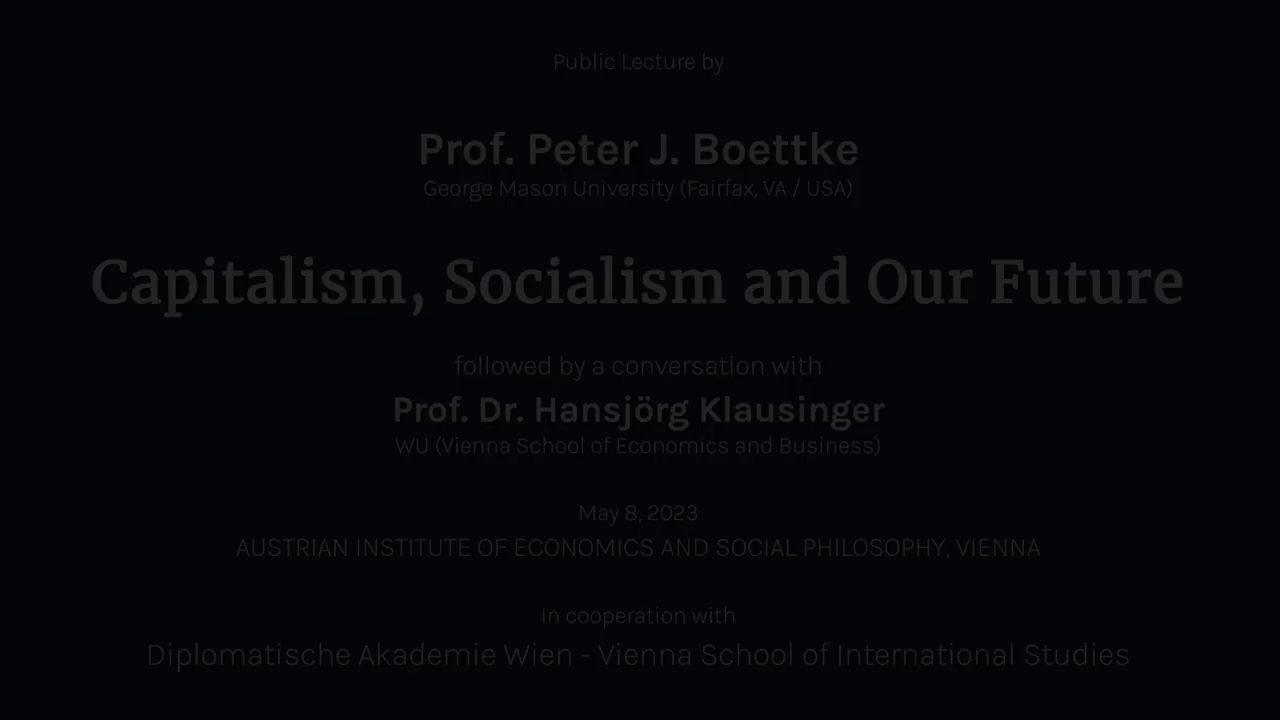 Public Lecture by
Prof. Peter J. Boettke
George Mason University (Fairfax, VA / USA)
Capitalism, Socialism and Our Future
followed by a conversation with
Prof. Dr. Hansjörg Klausinger
WU (Vienna School of Economics and Business)
May 8, 2023
AUSTRIAN INSTITUTE OF ECONOMICS AND SOCIAL PHILOSOPHY, VIENNA
In cooperation with
Diplomatische Akademie Wien - Vienna School of International Studies